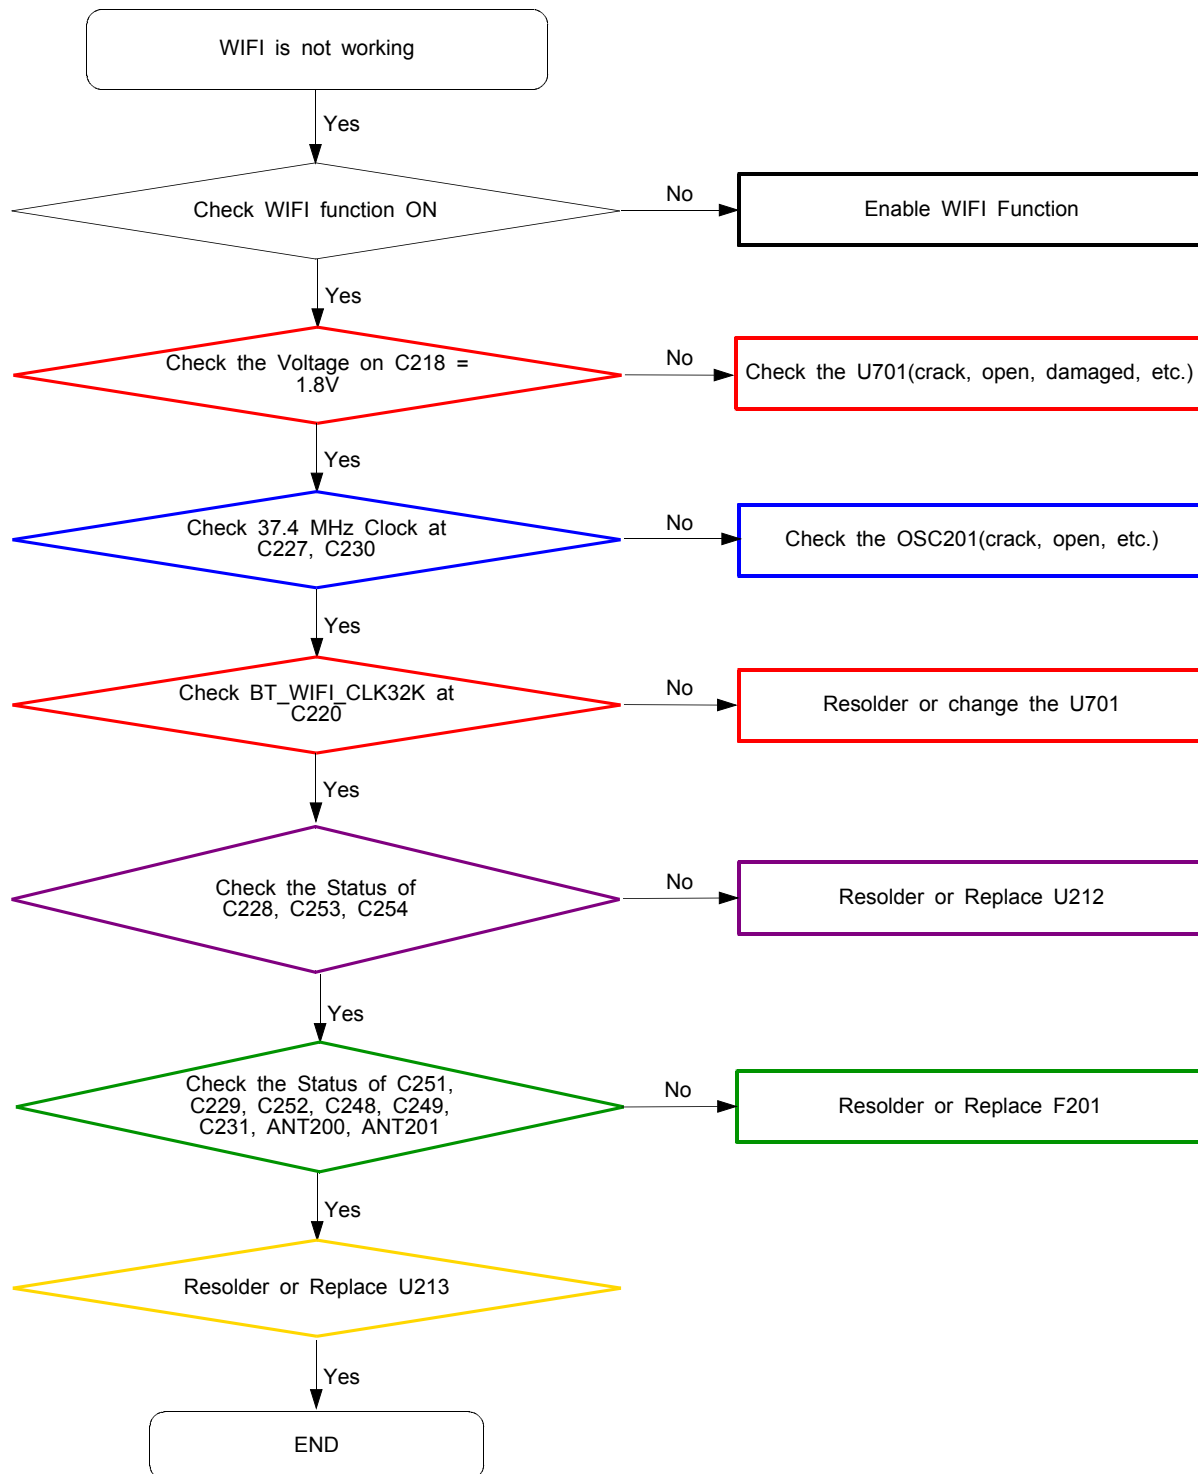 WIFI is not working
Yes
Check WIFI function ON
No
Enable WIFI Function
Yes
Check the Voltage on C218 =
1.8V
No
Check the U701(crack, open, damaged, etc.)
Yes
Check 37.4 MHz Clock at
C227, C230
No
Check the OSC201(crack, open, etc.)
Yes
Check BT_WIFI_CLK32K at
C220
No
Resolder or change the U701
Yes
Check the Status of
C228, C253, C254
No
Resolder or Replace U212
Yes
Check the Status of C251,
C229, C252, C248, C249,
C231, ANT200, ANT201
No
Resolder or Replace F201
Yes
Resolder or Replace U213
Yes
END